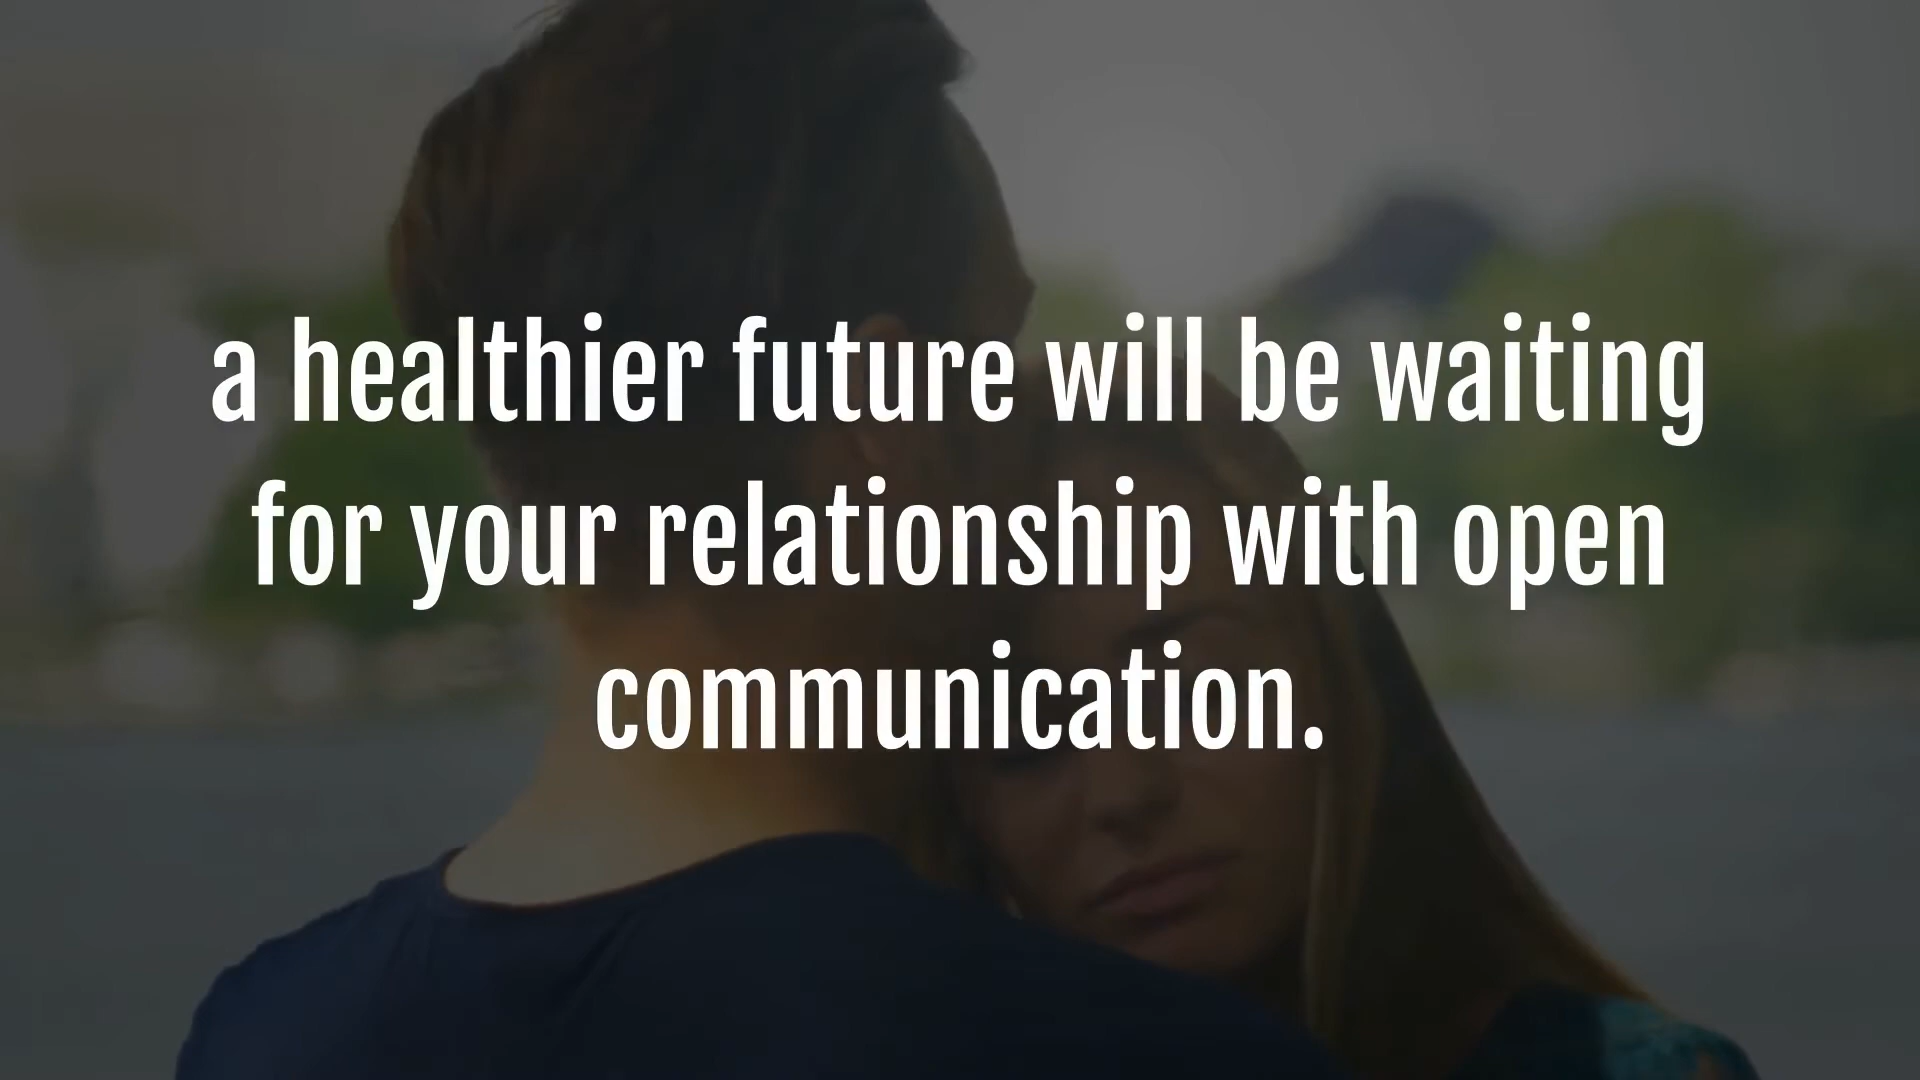 a healthier future will be waiting
for your relationship with open
communication.